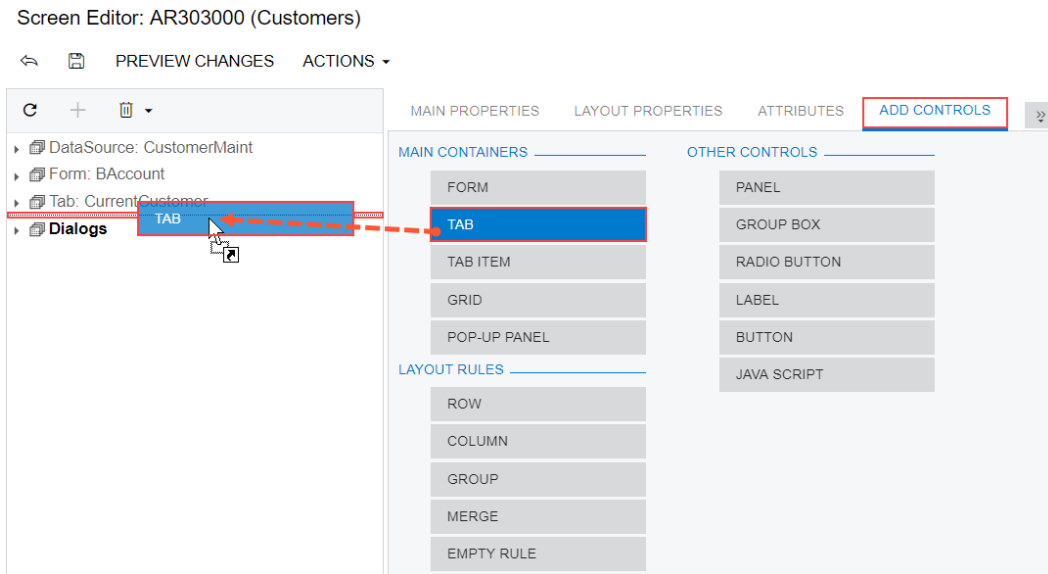 Screen Editor: AR303000 (Customers)
PREVIEW CHANGES ACTIONS
MAIN PROPERTIES LAYOUT PROPERTIES ATTRIBUTES ADD CONTROLS
DataSource: CustomerMaint
Form: BAccount
Tab: CurrentCustomer
TAB
Dialogs
MAIN CONTAINERS
FORM
TAB
TAB ITEM
GRID
POP-UP PANEL
LAYOUT RULES
ROW
COLUMN
GROUP
MERGE
EMPTY RULE
OTHER CONTROLS
PANEL
GROUP BOX
RADIO BUTTON
LABEL
BUTTON
JAVA SCRIPT